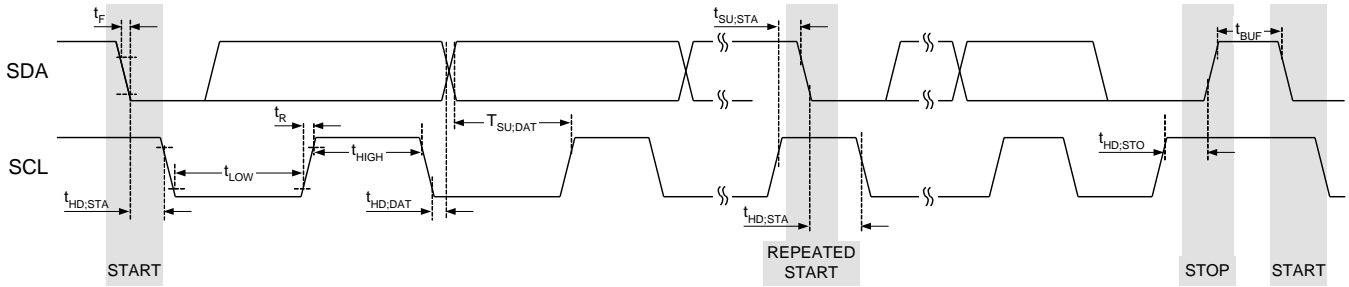 tF
tSU;STA
tBUF
SDA
tR
TSU;DAT
tHIGH
tHD;STO
SCL
tLOW
tHD;STA
tHD;DAT
tHD;STA
START
REPEATED
START
STOP
START